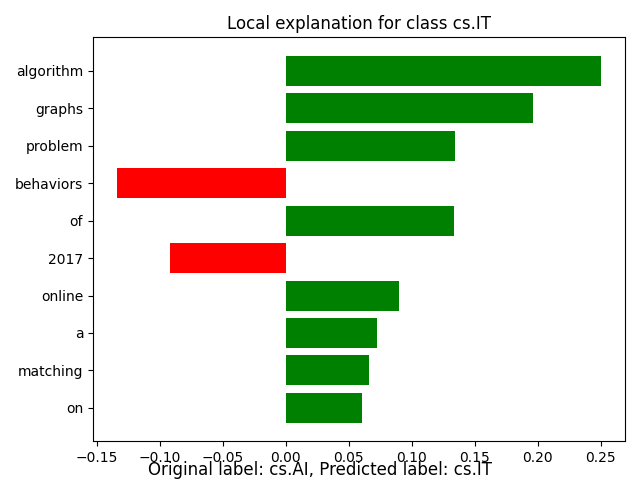 Local explanation for class cs.IT
algorithm
graphs
problem
behaviors
of
2017
online
a
matching
on
−0.15 −0.10 −0.05 0.00 0.05 0.10 0.15 0.20 0.25
Original label: cs.AI, Predicted label: cs.IT